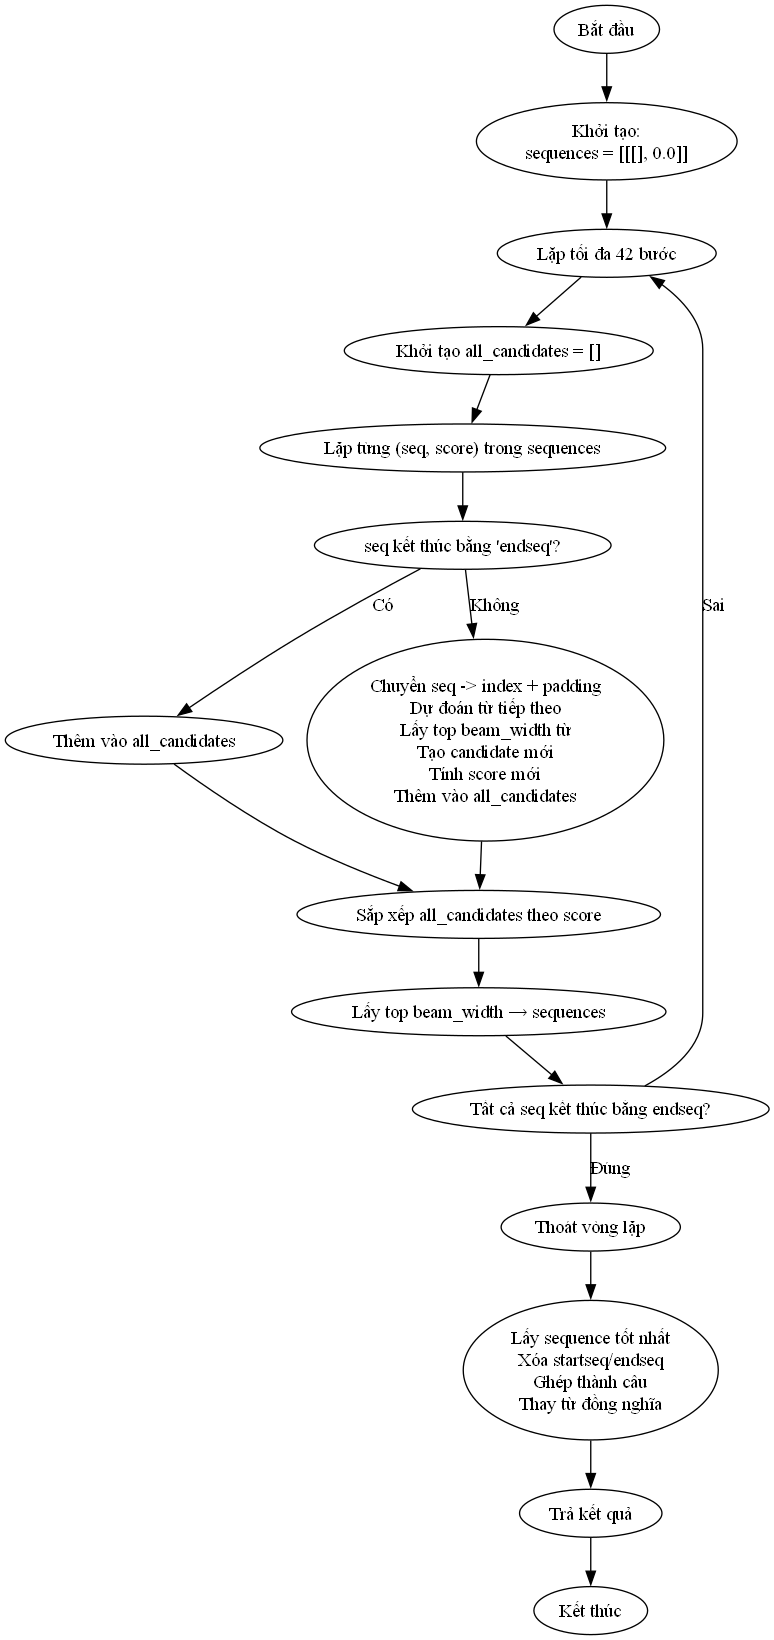 Bắt đầu
Khởi tạo:
sequences = [[[], 0.0]]
Lặp tối đa 42 bước
Khởi tạo all_candidates = []
Lặp từng (seq, score) trong sequences
seq kết thúc bằng 'endseq'?
Có
Không
Chuyển seq -> index + padding
Dự đoán từ tiếp theo
Lấy top beam_width từ
Tạo candidate mới
Tính score mới
Thêm vào all_candidates
Thêm vào all_candidates
Sắp xếp all_candidates theo score
Lấy top beam_width → sequences
Tất cả seq kết thúc bằng endseq?
Sai
Đúng
Thoát vòng lặp
Lấy sequence tốt nhất
Xóa startseq/endseq
Ghép thành câu
Thay từ đồng nghĩa
Trả kết quả
Kết thúc